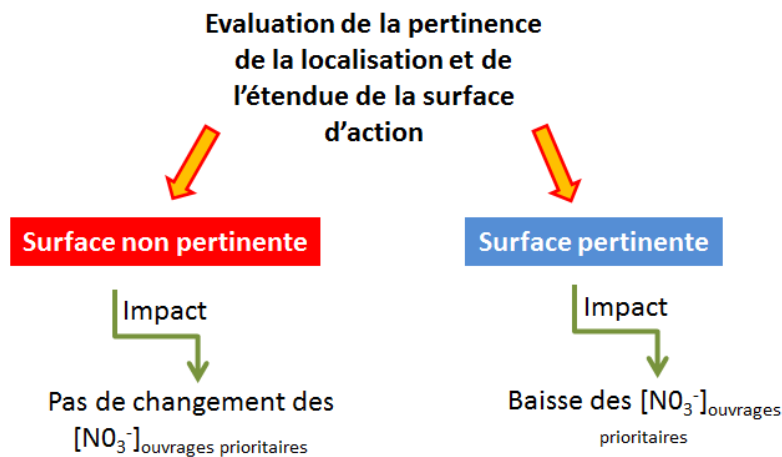 Evaluation de la pertinence
de la localisation et de
l'étendue de la surface
d'action
Surface non pertinente
Surface pertinente
Impact
Impact
Pas de changement des
[N0₃⁻]ouvrages prioritaires
Baisse des [N0₃⁻]ouvrages
prioritaires